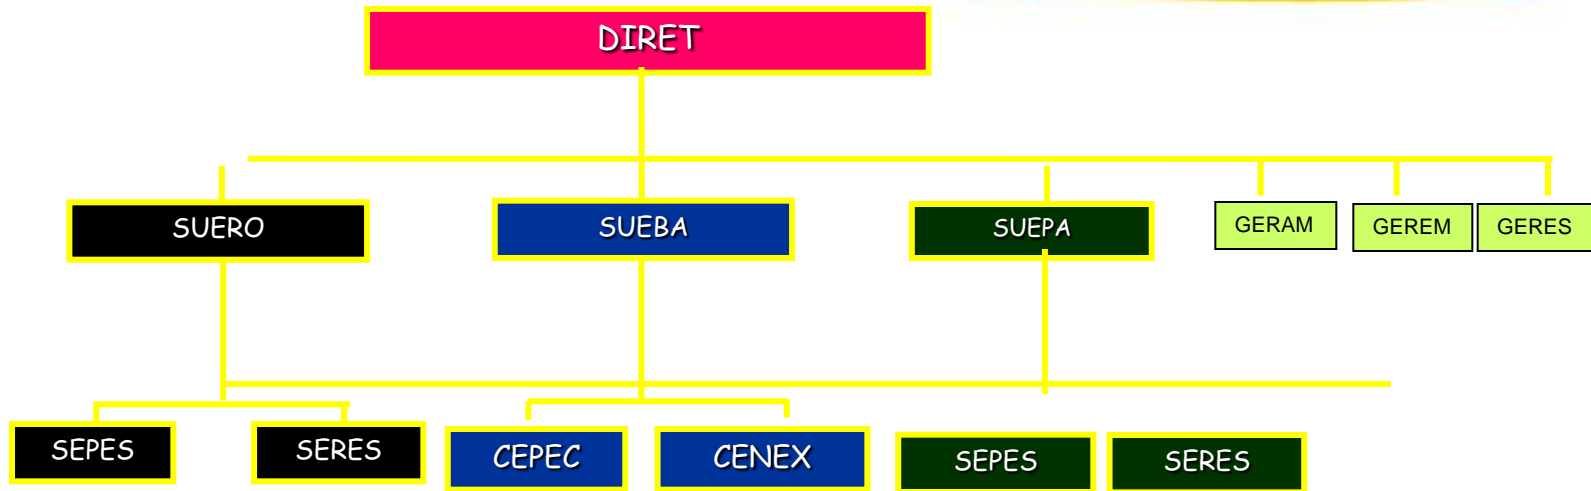 DIRET
SUERO
SUEBA
SUEPA
GERAM
GEREM
GERES
SEPES
SERES
CEPEC
CENEX
SEPES
SERES